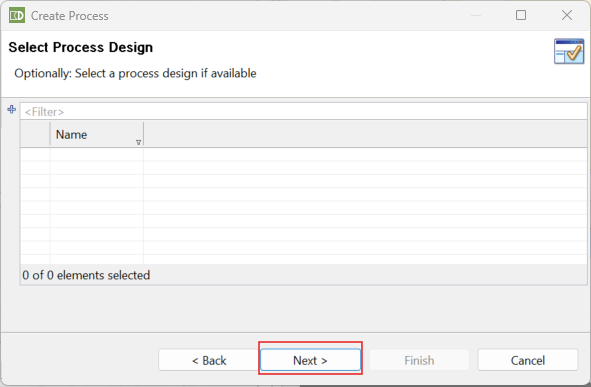 Create Process
Select Process Design
Optionally: Select a process design if available
<Filter>
Name
0 of 0 elements selected
< Back
Next >
Finish
Cancel